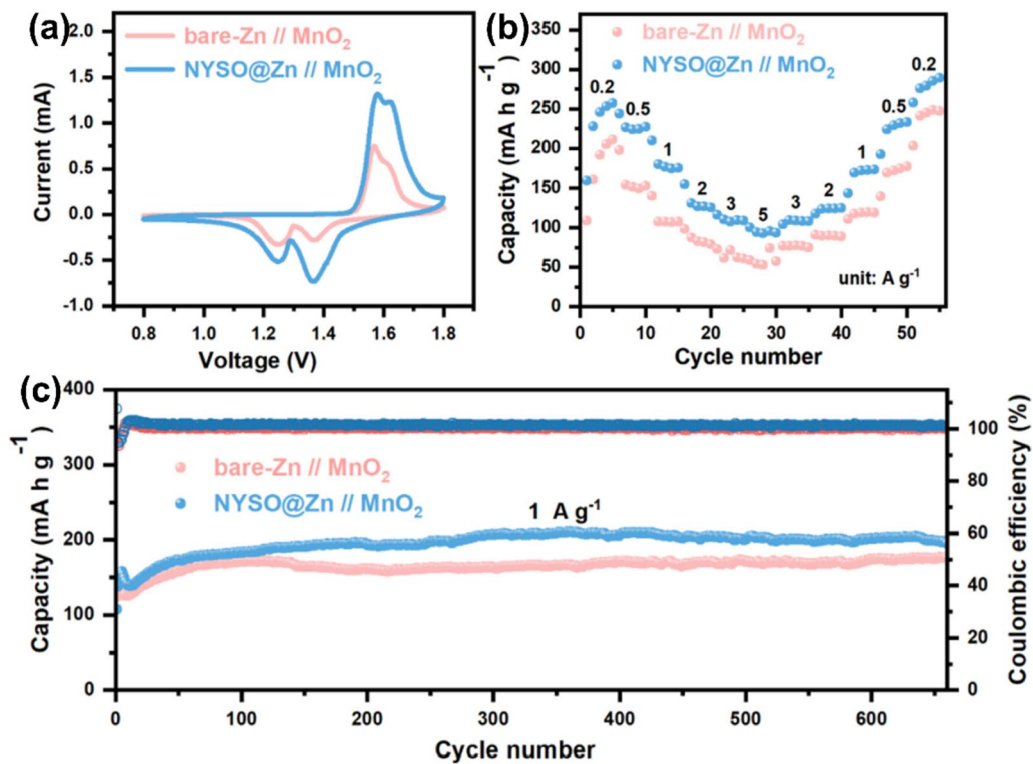 (a)
2.0
1.5
1.0
0.5
0.0
-0.5
-1.0
Current (mA)
bare-Zn // MnO₂
NYSO@Zn // MnO₂
0.8 1.0 1.2 1.4 1.6 1.8
Voltage (V)
(b)
350
300
250
200
150
100
50
0
Capacity (mA h g⁻¹)
bare-Zn // MnO₂
NYSO@Zn // MnO₂
0.2
0.5
1
2
3
5
3
2
1
0.5
0.2
unit: A g⁻¹
0 10 20 30 40 50
Cycle number
(c)
400
350
300
250
200
150
100
0
Capacity (mA h g⁻¹)
bare-Zn // MnO₂
NYSO@Zn // MnO₂
1 A g⁻¹
100
80
60
40
20
0
Coulombic efficiency (%)
0 100 200 300 400 500 600
Cycle number